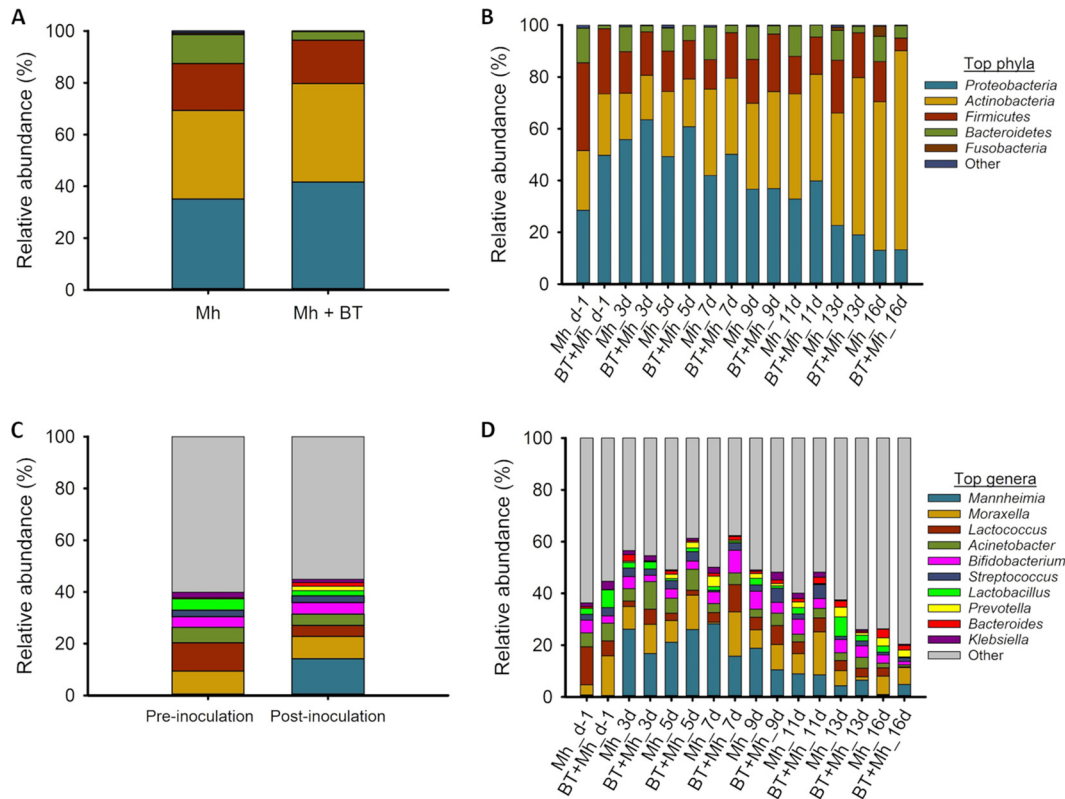 A
Relative abundance (%)
100
80
60
40
20
0
Mh
Mh + BT
B
Relative abundance (%)
100
80
60
40
20
0
Mh_d-1
BT+Mh_d-1
Mh_3d
BT+Mh_3d
Mh_5d
BT+Mh_5d
Mh_7d
BT+Mh_7d
Mh_9d
BT+Mh_9d
Mh_11d
BT+Mh_11d
Mh_13d
BT+Mh_13d
Mh_16d
BT+Mh_16d
Top phyla
Proteobacteria
Actinobacteria
Firmicutes
Bacteroidetes
Fusobacteria
Other
C
Relative abundance (%)
100
80
60
40
20
0
Pre-inoculation
Post-inoculation
D
Relative abundance (%)
100
80
60
40
20
0
Mh_d-1
BT+Mh_d-1
Mh_3d
BT+Mh_3d
Mh_5d
BT+Mh_5d
Mh_7d
BT+Mh_7d
Mh_9d
BT+Mh_9d
Mh_11d
BT+Mh_11d
Mh_13d
BT+Mh_13d
Mh_16d
BT+Mh_16d
Top genera
Mannheimia
Moraxella
Lactococcus
Acinetobacter
Bifidobacterium
Streptococcus
Lactobacillus
Prevotella
Bacteroides
Klebsiella
Other